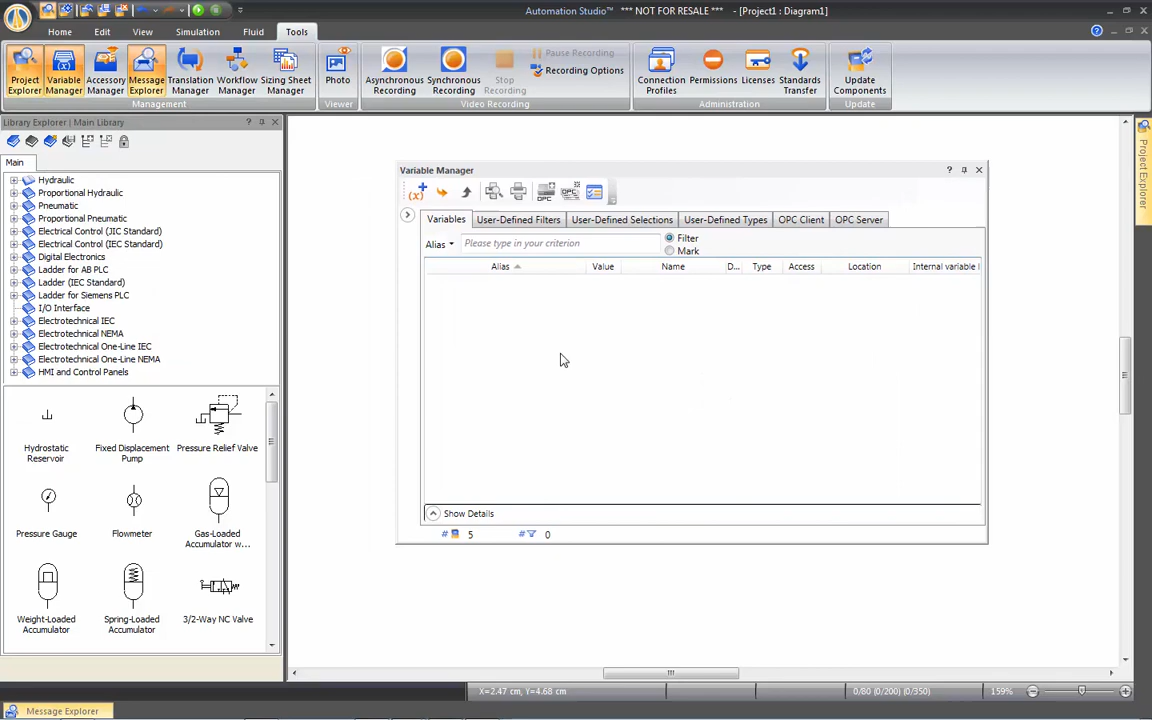 Automation Studio™ *** NOT FOR RESALE *** - [Project1 : Diagram1]
Home Edit View Simulation Fluid Tools
Project Explorer
Variable Manager
Accessory Manager
Message Explorer
Translation Manager
Workflow Manager
Sizing Sheet Manager
Management
Photo
Viewer
Asynchronous Recording
Synchronous Recording
Stop Recording
Pause Recording
Recording Options
Video Recording
Connection Profiles
Permissions
Licenses
Standards Transfer
Administration
Update Components
Update
Library Explorer | Main Library
Main
Hydraulic
Proportional Hydraulic
Pneumatic
Proportional Pneumatic
Electrical Control (JIC Standard)
Electrical Control (IEC Standard)
Digital Electronics
Ladder for AB PLC
Ladder (IEC Standard)
Ladder for Siemens PLC
I/O Interface
Electrotechnical IEC
Electrotechnical NEMA
Electrotechnical One-Line IEC
Electrotechnical One-Line NEMA
HMI and Control Panels
Hydrostatic Reservoir
Fixed Displacement Pump
Pressure Relief Valve
Pressure Gauge
Flowmeter
Gas-Loaded Accumulator w...
Weight-Loaded Accumulator
Spring-Loaded Accumulator
3/2-Way NC Valve
Variable Manager
(x)
OPC OPC
Variables User-Defined Filters User-Defined Selections User-Defined Types OPC Client OPC Server
Alias Please type in your criterion
Filter
Mark
Alias Value Name D... Type Access Location Internal variable I
Show Details
# 5 # 0
Project Explorer
X=2.47 cm, Y=4.68 cm 0/80 (0/200) (0/350) 159%
Message Explorer